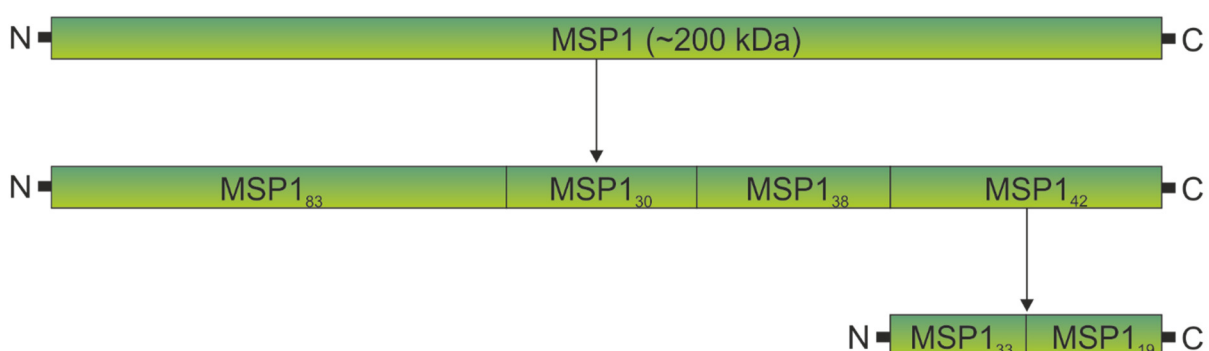 N MSP1 (~200 kDa) C
N MSP1₈₃ MSP1₃₀ MSP1₃₈ MSP1₄₂ C
N MSP1₃₃ MSP1₁₉ C